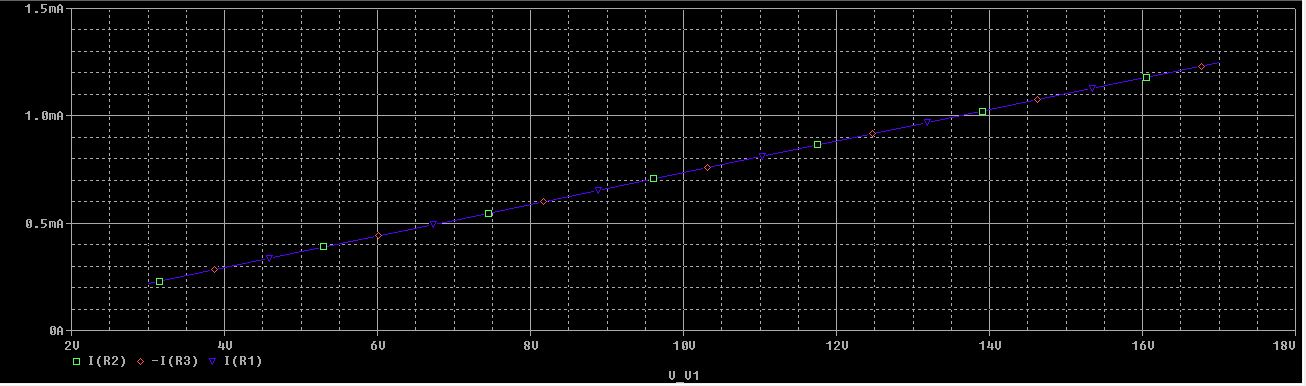 1.5mA
1.0mA
0.5mA
0A
2V 4V 6V 8V 10V 12V 14V 16V 18V
I(R2) -I(R3) I(R1)
V_V1